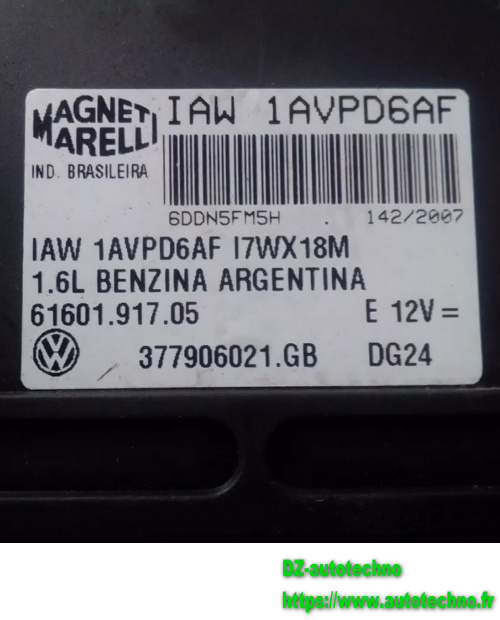 MAGNETI MARELLI
IAW 1AVPD6AF
IND. BRASILEIRA
6DDN5FM5H . 142/2007
IAW 1AVPD6AF I7WX18M
1.6L BENZINA ARGENTINA
61601.917.05 E 12V=
377906021.GB DG24
DZ-autotechno
https://www.autotechno.fr